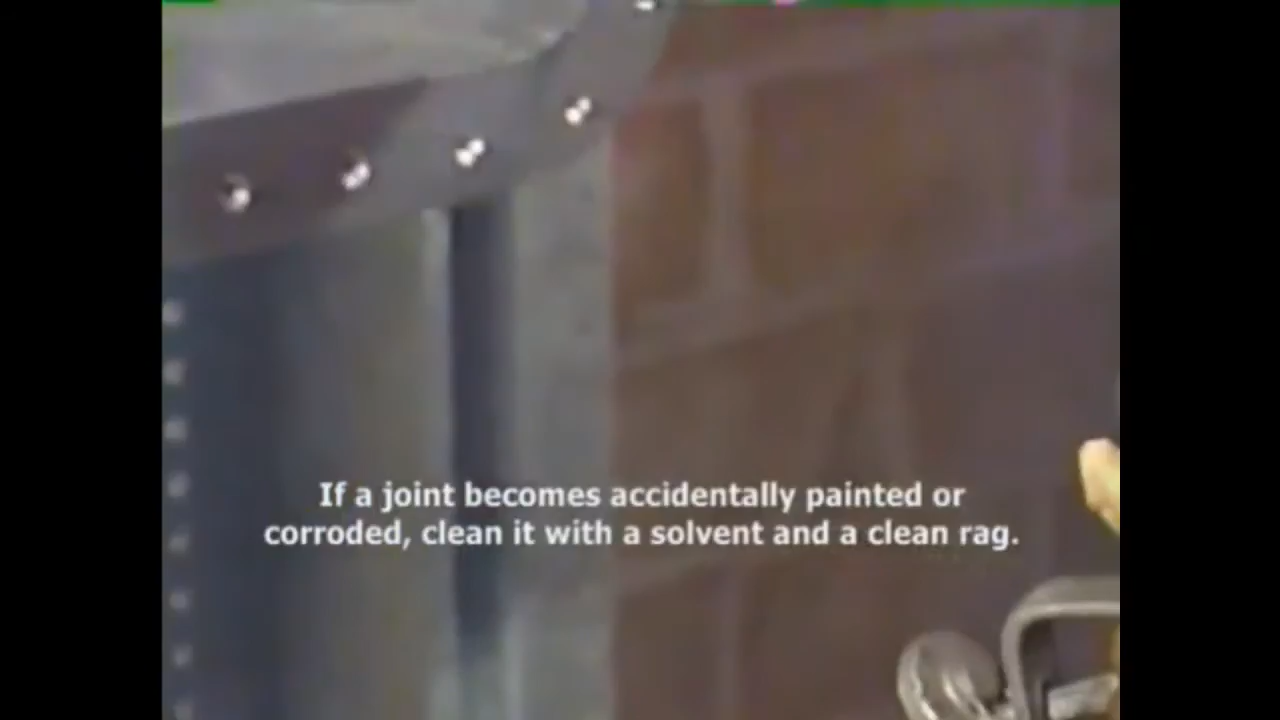 If a joint becomes accidentally painted or
corroded, clean it with a solvent and a clean rag.